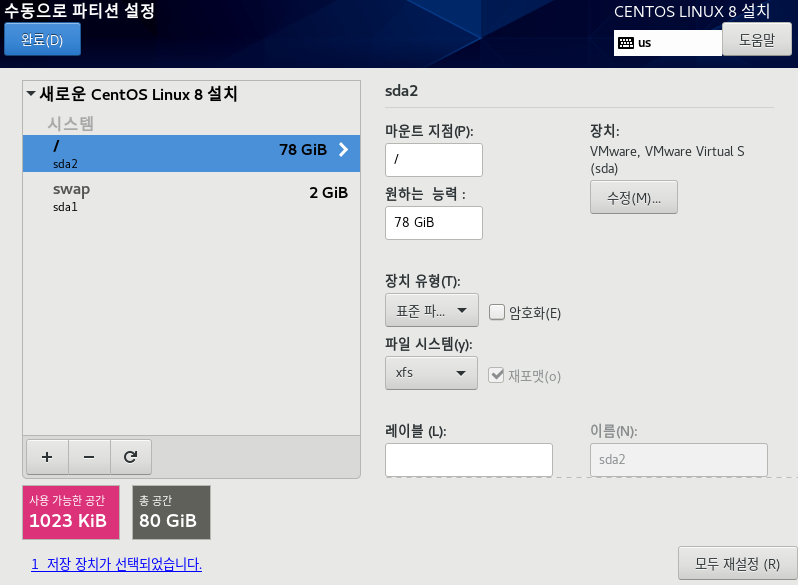 수동으로 파티션 설정
CENTOS LINUX 8 설치
완료(D)
us
도움말
새로운 CentOS Linux 8 설치
시스템
/
78 GiB
sda2
swap
2 GiB
sda1
sda2
마운트 지점(P):
/
장치:
VMware, VMware Virtual S
(sda)
수정(M)...
원하는 능력 :
78 GiB
장치 유형(T):
표준 파...
암호화(E)
파일 시스템(y):
xfs
재포맷(o)
레이블 (L):
이름(N):
sda2
+
−
사용 가능한 공간
1023 KiB
총 공간
80 GiB
1 저장 장치가 선택되었습니다.
모두 재설정 (R)